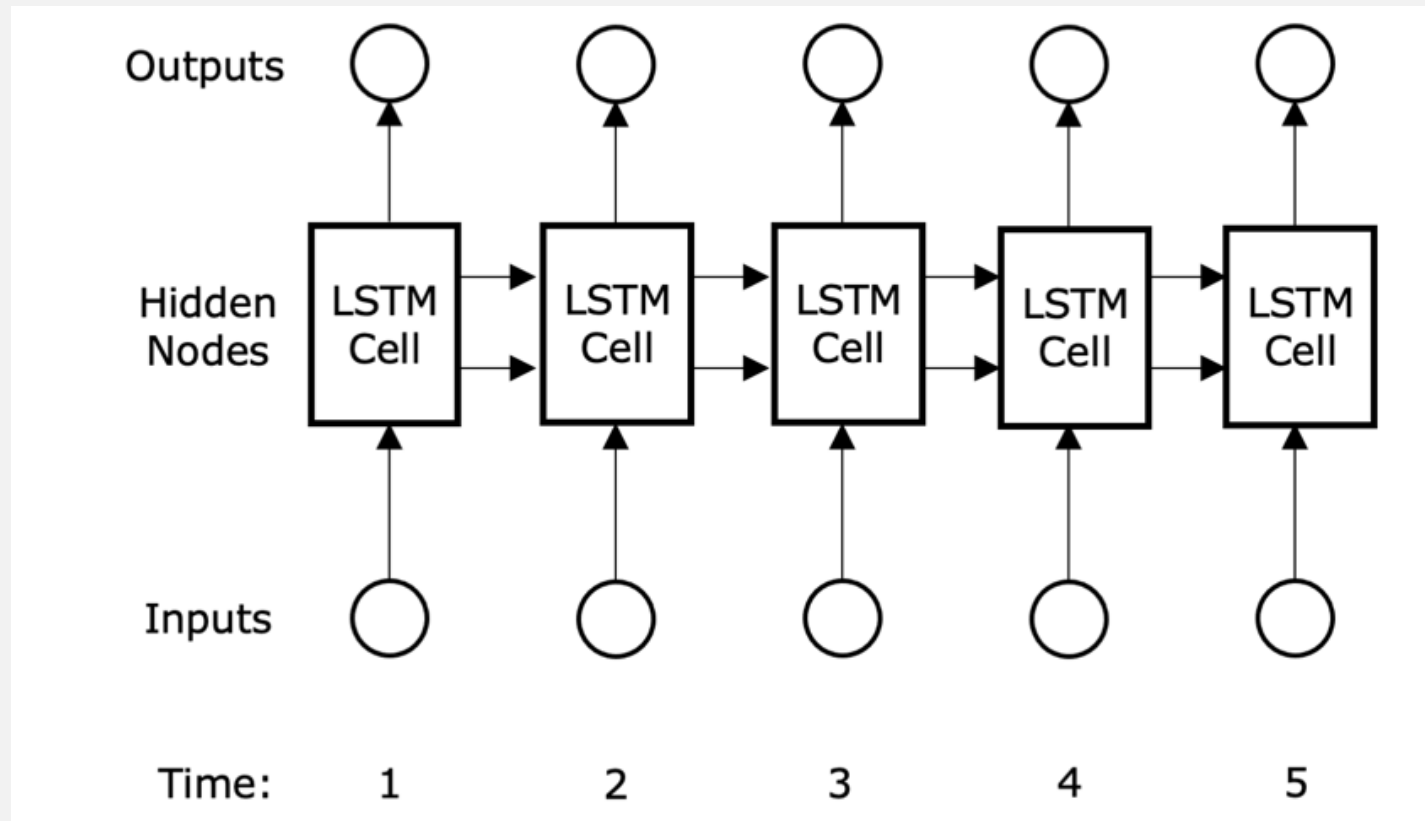 Outputs
Hidden
Nodes
LSTM
Cell
LSTM
Cell
LSTM
Cell
LSTM
Cell
LSTM
Cell
Inputs
Time: 1 2 3 4 5